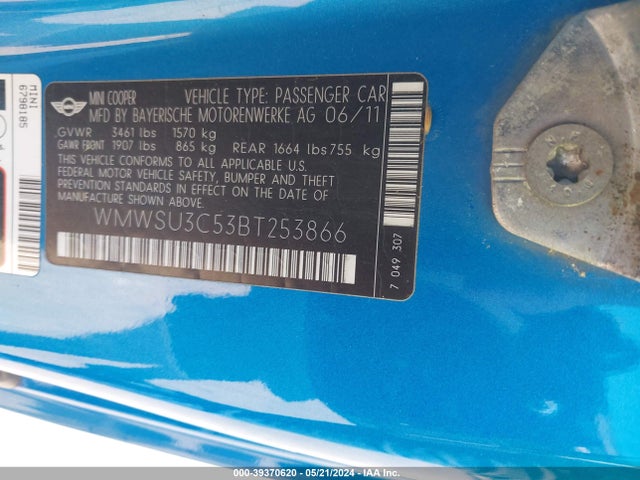 MINI
6798185
MINI COOPER
VEHICLE TYPE: PASSENGER CAR
MFD BY BAYERISCHE MOTORENWERKE AG 06/11
GVWR 3461 lbs 1570 kg
GAWR FRONT 1907 lbs 865 kg REAR 1664 lbs 755 kg
THIS VEHICLE CONFORMS TO ALL APPLICABLE U.S.
FEDERAL MOTOR VEHICLE SAFETY, BUMPER AND THEFT
PREVENTION STANDARDS IN EFFECT ON THE DATE OF
MANUFACTURE SHOWN ABOVE.
WMWSU3C53BT253866
7 049 307
000-39370620 - 05/21/2024 - IAA Inc.